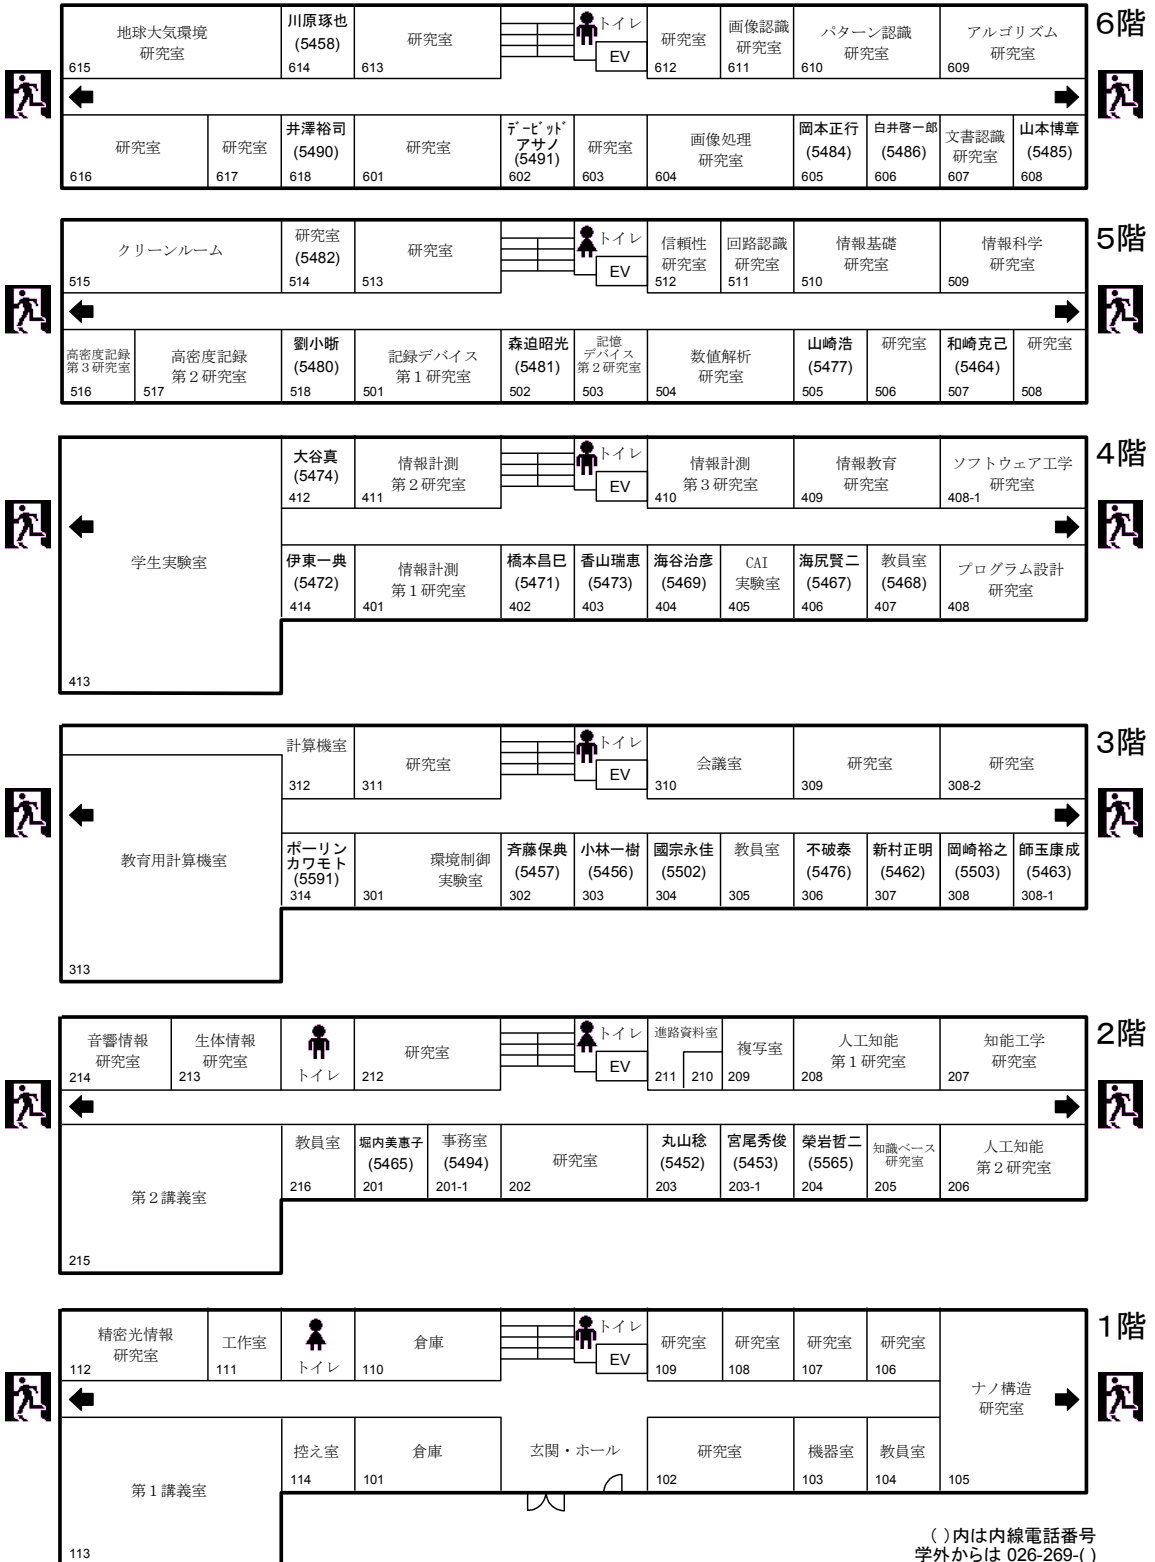 6階
地球大気環境
研究室
615
川原琢也
(5458)
614
研究室
613
トイレ
EV
研究室
612
画像認識
研究室
611
パターン認識
研究室
610
アルゴリズム
研究室
609
研究室
616
研究室
617
井澤裕司
(5490)
618
研究室
601
デービッド
アサノ
(5491)
602
研究室
603
画像処理
研究室
604
岡本正行
(5484)
605
白井啓一郎
(5486)
606
文書認識
研究室
607
山本博章
(5485)
608
5階
クリーンルーム
515
研究室
(5482)
514
研究室
513
トイレ
EV
信頼性
研究室
512
回路認識
研究室
511
情報基礎
研究室
510
情報科学
研究室
509
高密度記録
第3研究室
516
高密度記録
第2研究室
517
劉小晰
(5480)
518
記録デバイス
第1研究室
501
森迫昭光
(5481)
502
記憶
デバイス
第2研究室
503
数値解析
研究室
504
山崎浩
(5477)
505
研究室
506
和崎克己
(5464)
507
研究室
508
4階
学生実験室
413
大谷真
(5474)
412
情報計測
第2研究室
411
トイレ
EV
情報計測
第3研究室
410
情報教育
研究室
409
ソフトウェア工学
研究室
408-1
伊東一典
(5472)
414
情報計測
第1研究室
401
橋本昌巳
(5471)
402
香山瑞恵
(5473)
403
海谷治彦
(5469)
404
CAI
実験室
405
海尻賢二
(5467)
406
教員室
(5468)
407
プログラム設計
研究室
408
3階
計算機室
312
研究室
311
トイレ
EV
会議室
310
研究室
309
研究室
308-2
教育用計算機室
313
ポーリン
カワモト
(5591)
314
環境制御
実験室
301
斉藤保典
(5457)
302
小林一樹
(5456)
303
國宗永佳
(5502)
304
教員室
305
不破泰
(5476)
306
新村正明
(5462)
307
岡崎裕之
(5503)
308
師玉康成
(5463)
308-1
2階
音響情報
研究室
214
生体情報
研究室
213
トイレ
研究室
212
トイレ
EV
進路資料室
211
210
複写室
209
人工知能
第1研究室
208
知能工学
研究室
207
第2講義室
215
教員室
216
堀内美惠子
(5465)
201
事務室
(5494)
201-1
研究室
202
丸山稔
(5452)
203
宮尾秀俊
(5453)
203-1
榮岩哲二
(5565)
204
知識ベース
研究室
205
人工知能
第2研究室
206
1階
精密光情報
研究室
112
工作室
111
トイレ
倉庫
110
トイレ
EV
研究室
109
研究室
108
研究室
107
研究室
106
ナノ構造
研究室
105
第1講義室
113
控え室
114
倉庫
101
玄関・ホール
研究室
102
機器室
103
教員室
104
( )内は内線電話番号
学外からは 026-269-( )